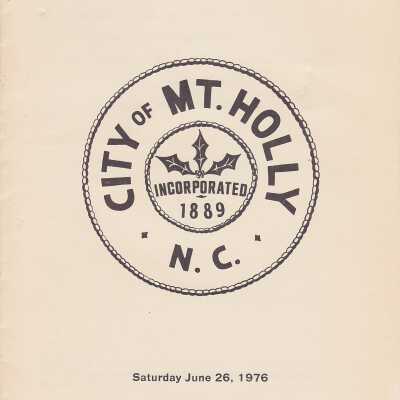 CITY OF MT. HOLLY
INCORPORATED
1889
N. C.
Saturday June 26, 1976